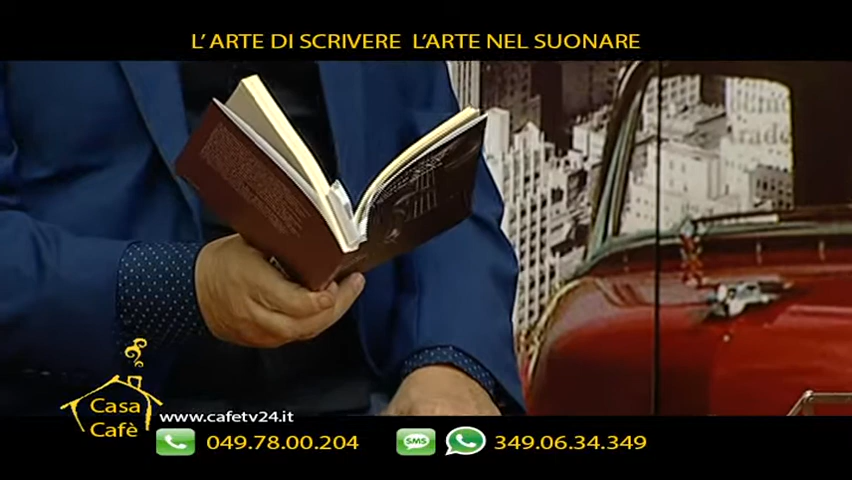 L' ARTE DI SCRIVERE L'ARTE NEL SUONARE
Casa
Cafè
www.cafetv24.it
049.78.00.204
SMS
349.06.34.349